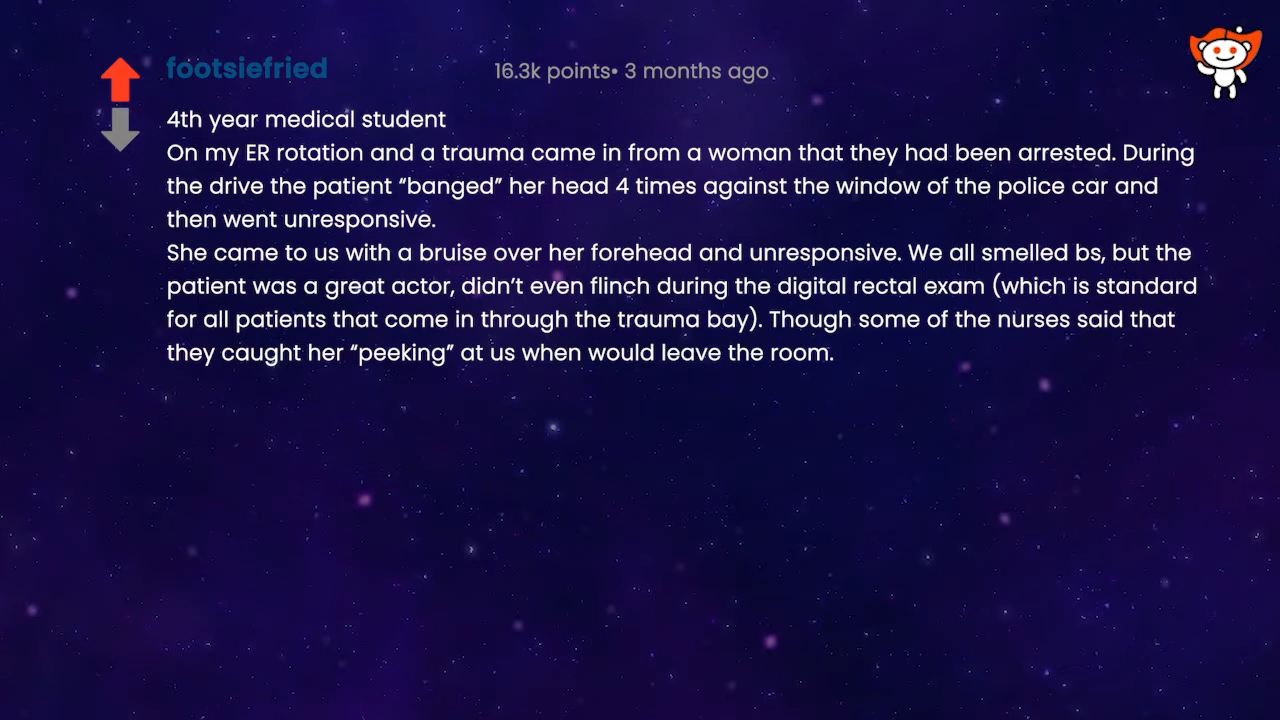 footsiefried
16.3k points• 3 months ago
4th year medical student
On my ER rotation and a trauma came in from a woman that they had been arrested. During
the drive the patient “banged” her head 4 times against the window of the police car and
then went unresponsive.
She came to us with a bruise over her forehead and unresponsive. We all smelled bs, but the
patient was a great actor, didn’t even flinch during the digital rectal exam (which is standard
for all patients that come in through the trauma bay). Though some of the nurses said that
they caught her “peeking” at us when would leave the room.